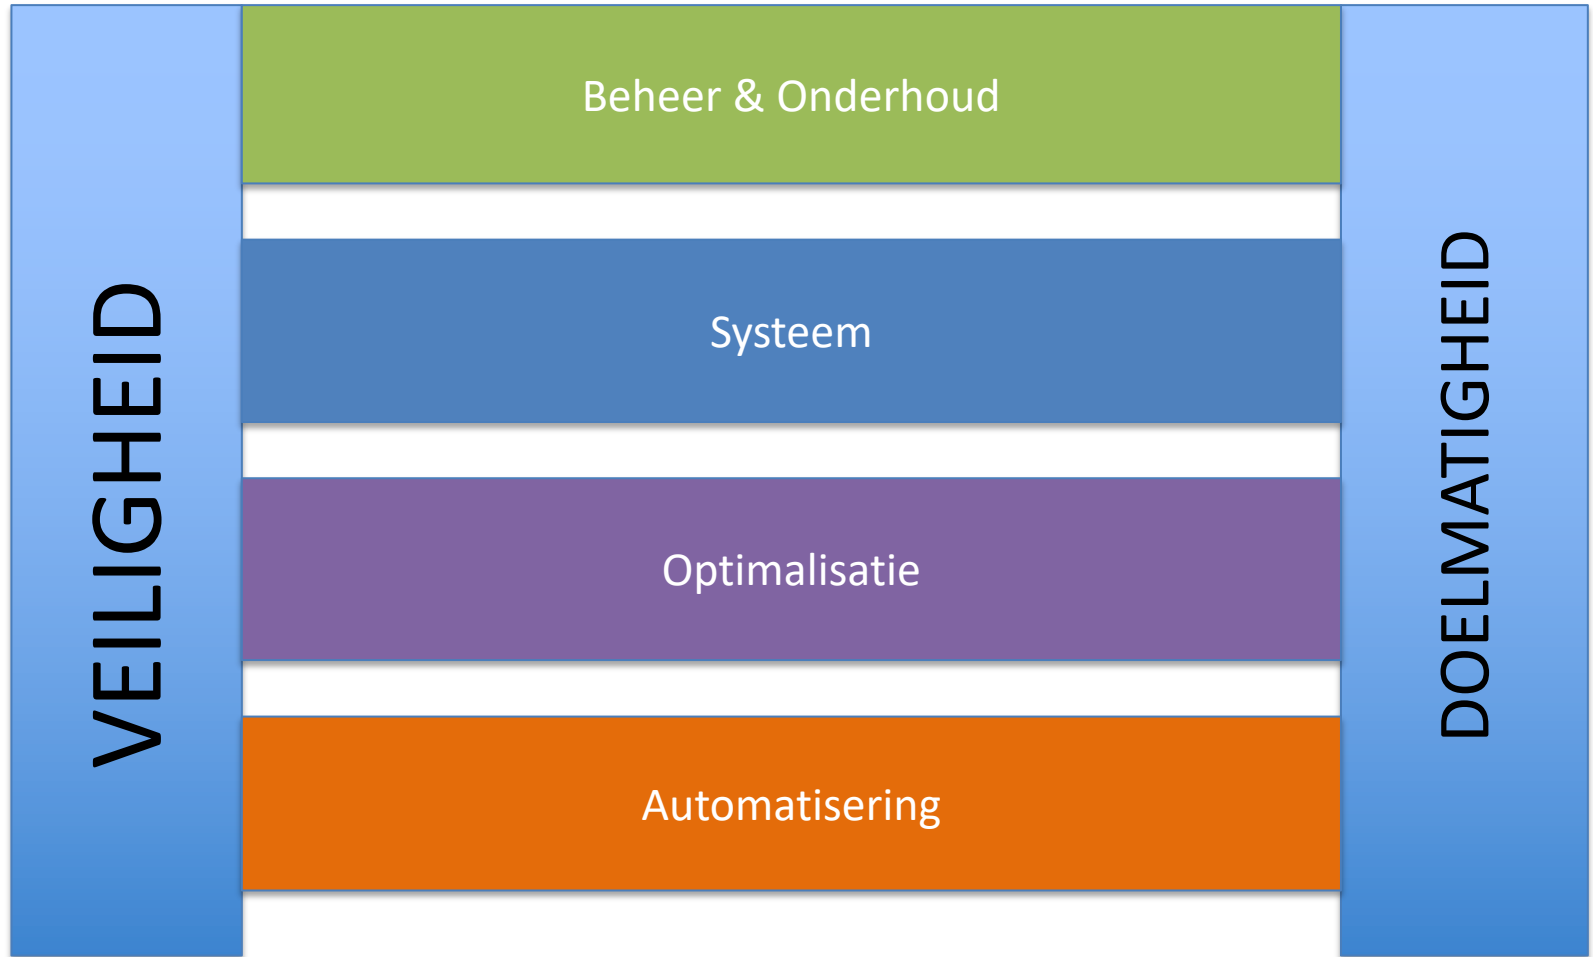 VEILIGHEID
Beheer & Onderhoud
Systeem
Optimalisatie
Automatisering
DOELMATIGHEID